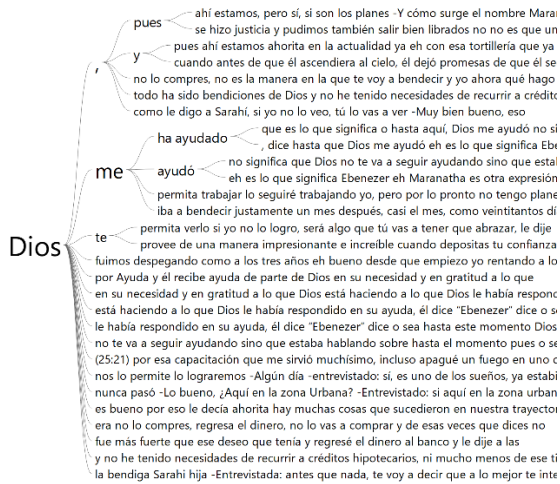 Dios
,
pues
ahí estamos, pero sí, si son los planes -Y cómo surge el nombre
se hizo justicia y pudimos también salir bien librados no no es que
y
pues ahí estamos ahorita en la actualidad ya eh con esa tortillería que ya
cuando antes de que él ascendiera al cielo, él dejó promesas de que él
no lo compres, no es la manera en la que te voy a bendecir y yo ahora qué hago
todo ha sido bendiciones de Dios y no he tenido necesidades de recurrir a
como le digo a Sarahí, si yo no lo veo, tú lo vas a ver -Muy bien bueno, eso
me
ha ayudado
que es lo que significa o hasta aquí, Dios me ayudó no
, dice hasta que Dios me ayudó eh es lo que significa
ayudó
no significa que Dios no te va a seguir ayudando sino que
eh es lo que significa Ebenezer eh Maranatha es otra
permita trabajar lo seguiré trabajando yo, pero por lo pronto no tengo
iba a bendecir justamente un mes después, casi el mes, como veintitantos
te
permita verlo si yo no lo logro, será algo que tú vas a tener que abrazar, le dije
provee de una manera impresionante e increíble cuando depositas tu confianza
fuimos despegando como a los tres años eh bueno desde que empiezo yo rentando a
por Ayuda y él recibe ayuda de parte de Dios en su necesidad y en gratitud a lo que
en su necesidad y en gratitud a lo que Dios está haciendo a lo que Dios le había
está haciendo a lo que Dios le había respondido en su ayuda, él dice "Ebenezer" dice o
le había respondido en su ayuda, él dice "Ebenezer" dice o sea hasta este momento Dios
no te va a seguir ayudando sino que estaba hablando sobre hasta el momento pues o
(25:21) por esa capacitación que me sirvió muchísimo, incluso apagué un fuego en uno
nos lo permite lo lograremos -Algún día -entrevistado: sí, es uno de los sueños, ya
nunca pasó -Lo bueno, ¿Aquí en la zona Urbana? -Entrevistado: si aquí en la zona
es bueno por eso le decía ahorita hay muchas cosas que sucedieron en nuestra
era no lo compres, regresa el dinero, no lo vas a comprar y de esas veces que dices no
fue más fuerte que ese deseo que tenía y regresé el dinero al banco y le dije a las
y no he tenido necesidades de recurrir a créditos hipotecarios, ni mucho menos de ese
la bendiga Sarahi hija -Entrevistada: antes que nada, te voy a decir que a lo mejor te